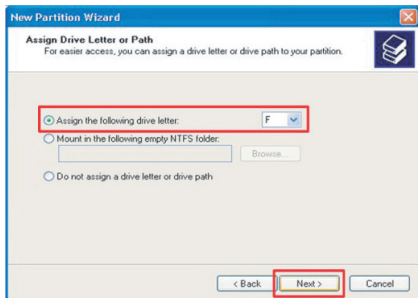 New Partition Wizard
Assign Drive Letter or Path
For easier access, you can assign a drive letter or drive path to your partition.
Assign the following drive letter: F
Mount in the following empty NTFS folder:
Browse...
Do not assign a drive letter or drive path
< Back Next > Cancel